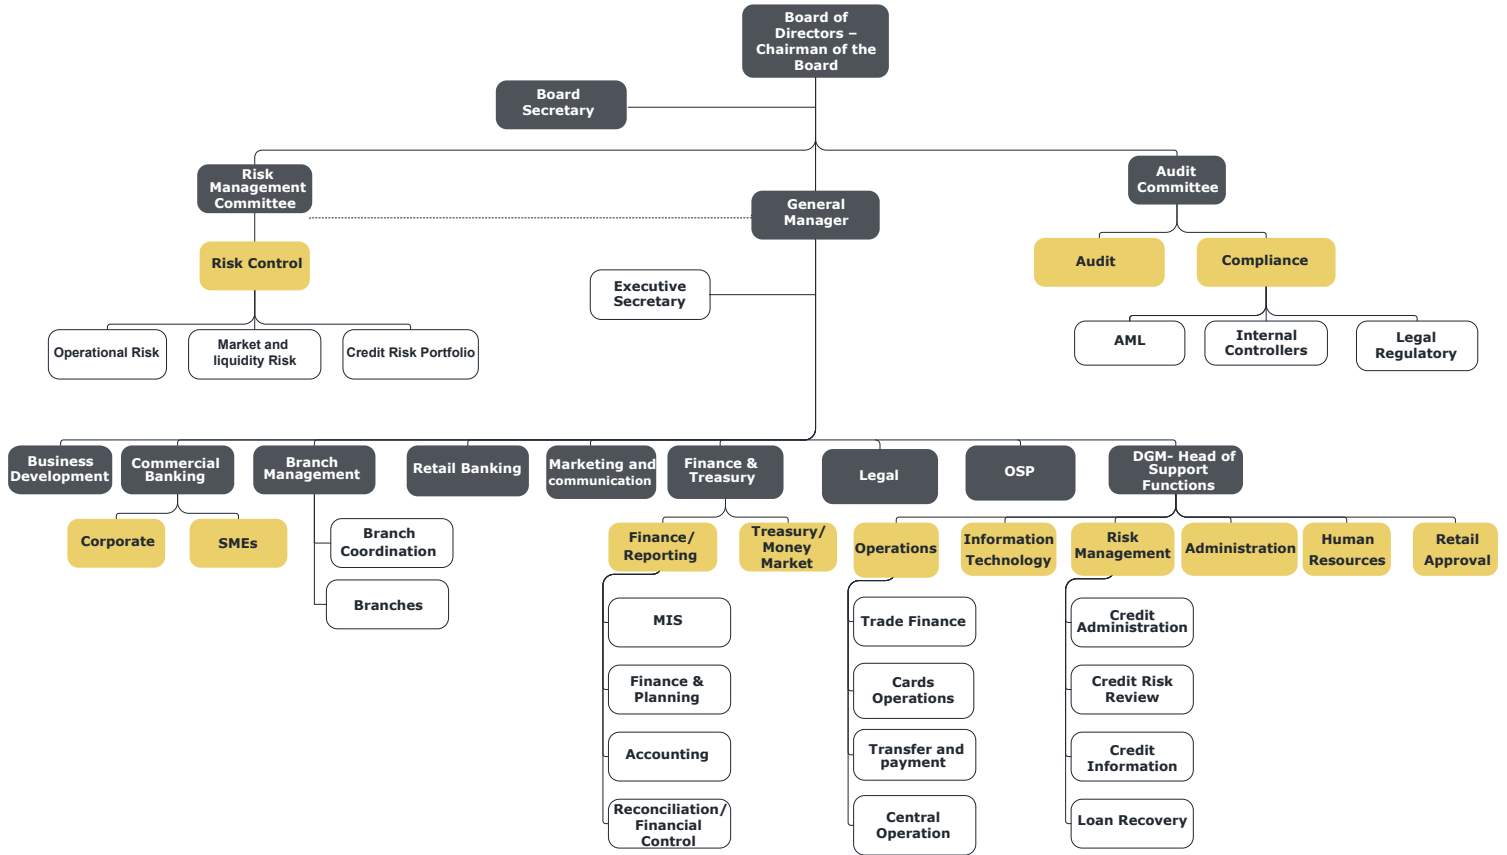 Board of
Directors –
Chairman of the
Board
Board
Secretary
Risk
Management
Committee
Audit
Committee
General
Manager
Risk Control
Audit
Compliance
Executive
Secretary
Operational Risk
Market and
liquidity Risk
Credit Risk Portfolio
AML
Internal
Controllers
Legal
Regulatory
Business
Development
Commercial
Banking
Branch
Management
Retail Banking
Marketing and
communication
Finance &
Treasury
Legal
OSP
DGM- Head of
Support
Functions
Corporate
SMEs
Branch
Coordination
Branches
Finance/
Reporting
Treasury/
Money
Market
Operations
Information
Technology
Risk
Management
Administration
Human
Resources
Retail
Approval
MIS
Finance &
Planning
Accounting
Reconciliation/
Financial
Control
Trade Finance
Cards
Operations
Transfer and
payment
Central
Operation
Credit
Administration
Credit Risk
Review
Credit
Information
Loan Recovery